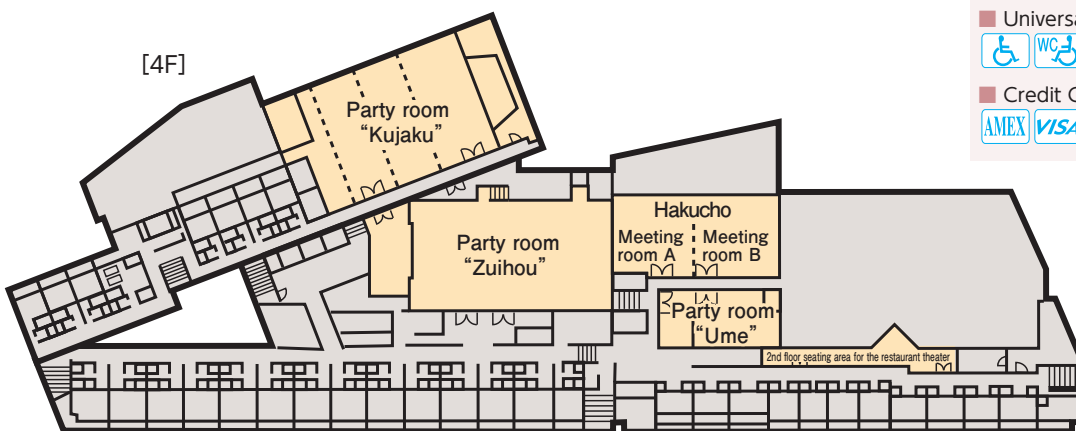 [4F]
Party room
“Kujaku”
Party room
“Zuihou”
Hakucho
Meeting
room A
Meeting
room B
Party room
“Ume”
2nd floor seating area for the restaurant theater
■ Universa
WC
■ Credit C
AMEX VISA